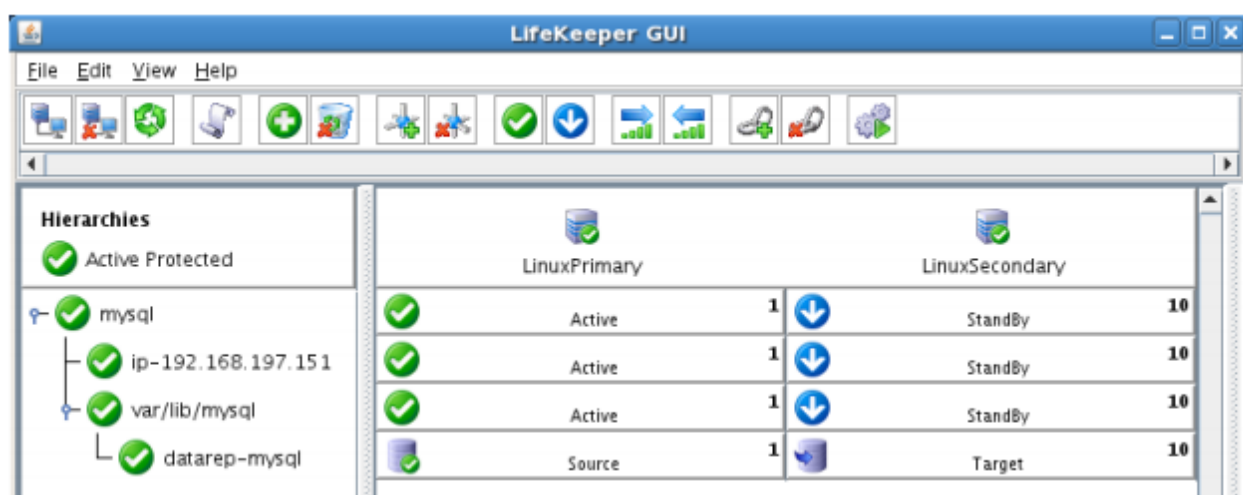 LifeKeeper GUI
File Edit View Help
Hierarchies
Active Protected
LinuxPrimary LinuxSecondary
mysql Active 1 StandBy 10
ip-192.168.197.151 Active 1 StandBy 10
var/lib/mysql Active 1 StandBy 10
datarep-mysql Source 1 Target 10